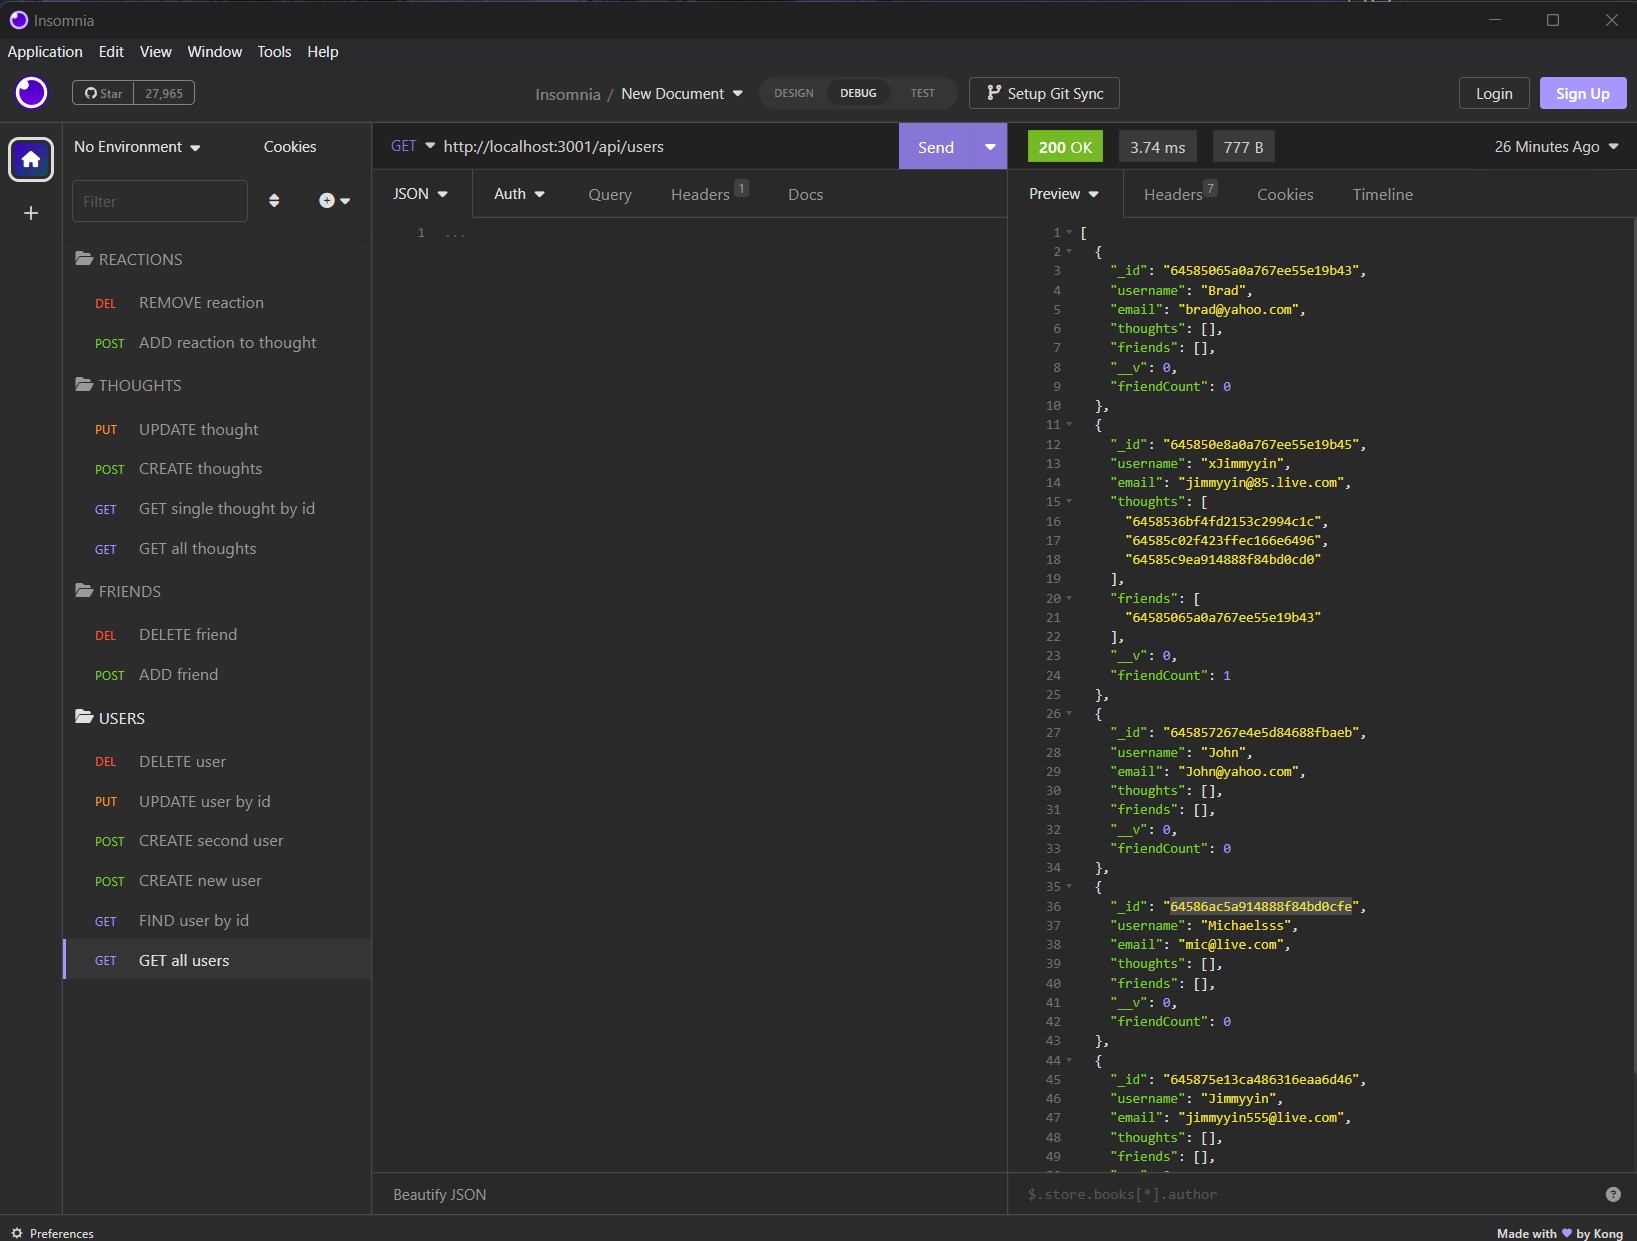 Insomnia
Application Edit View Window Tools Help
Star 27,965
Insomnia / New Document
DESIGN DEBUG TEST
Setup Git Sync
Login
Sign Up
No Environment
Cookies
Filter
REACTIONS
DEL REMOVE reaction
POST ADD reaction to thought
THOUGHTS
PUT UPDATE thought
POST CREATE thoughts
GET GET single thought by id
GET GET all thoughts
FRIENDS
DEL DELETE friend
POST ADD friend
USERS
DEL DELETE user
PUT UPDATE user by id
POST CREATE second user
POST CREATE new user
GET FIND user by id
GET GET all users
GET http://localhost:3001/api/users
Send
JSON Auth Query Headers 1 Docs
1 ...
Beautify JSON
200 OK 3.74 ms 777 B 26 Minutes Ago
Preview Headers 7 Cookies Timeline
1 [
2 {
3 "_id": "64585065a0a767ee55e19b43",
4 "username": "Brad",
5 "email": "brad@yahoo.com",
6 "thoughts": [],
7 "friends": [],
8 "__v": 0,
9 "friendCount": 0
10 },
11 {
12 "_id": "645850e8a0a767ee55e19b45",
13 "username": "xJimmyyin",
14 "email": "jimmyyin@85.live.com",
15 "thoughts": [
16 "6458536bf4fd2153c2994c1c",
17 "64585c02f423ffec166e6496",
18 "64585c9ea914888f84bd0cd0"
19 ],
20 "friends": [
21 "64585065a0a767ee55e19b43"
22 ],
23 "__v": 0,
24 "friendCount": 1
25 },
26 {
27 "_id": "645857267e4e5d84688fbaeb",
28 "username": "John",
29 "email": "John@yahoo.com",
30 "thoughts": [],
31 "friends": [],
32 "__v": 0,
33 "friendCount": 0
34 },
35 {
36 "_id": "64586ac5a914888f84bd0cfe",
37 "username": "Michaelsss",
38 "email": "mic@live.com",
39 "thoughts": [],
40 "friends": [],
41 "__v": 0,
42 "friendCount": 0
43 },
44 {
45 "_id": "645875e13ca486316eaa6d46",
46 "username": "Jimmyyin",
47 "email": "jimmyyin555@live.com",
48 "thoughts": [],
49 "friends": [],
$.store.books[*].author
Preferences
Made with ♥ by Kong